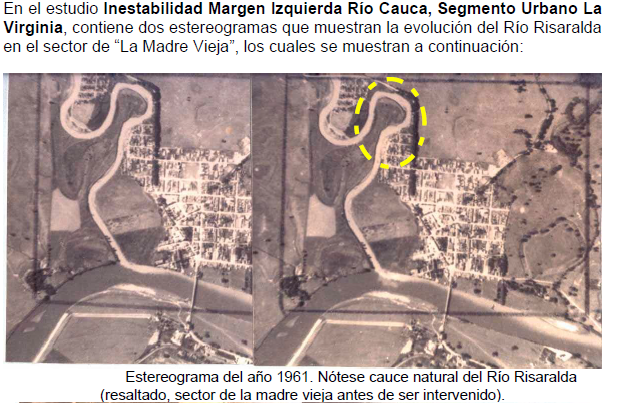 En el estudio Inestabilidad Margen Izquierda Río Cauca, Segmento Urbano La
Virginia, contiene dos estereogramas que muestran la evolución del Río Risaralda
en el sector de “La Madre Vieja”, los cuales se muestran a continuación:
Estereograma del año 1961. Nótese cauce natural del Río Risaralda
(resaltado, sector de la madre vieja antes de ser intervenido).